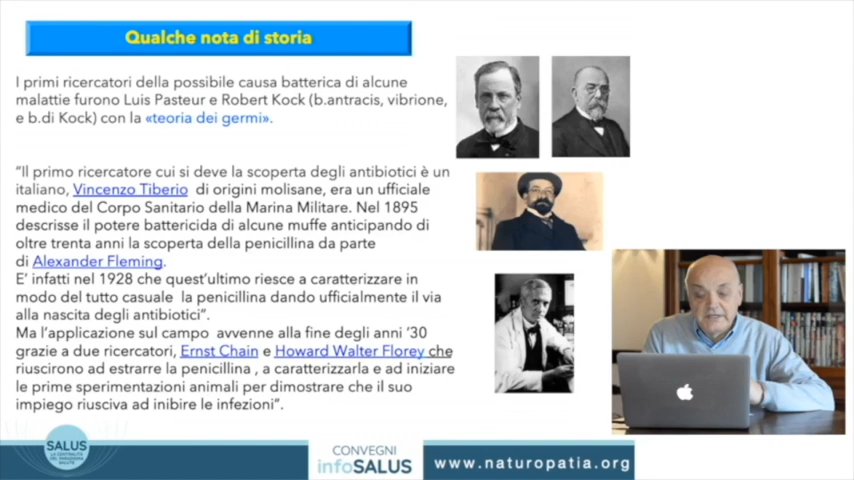 Qualche nota di storia
I primi ricercatori della possibile causa batterica di alcune
malattie furono Luis Pasteur e Robert Kock (b.antracis, vibrione,
e b.di Kock) con la «teoria dei germi».
“Il primo ricercatore cui si deve la scoperta degli antibiotici è un
italiano, Vincenzo Tiberio di origini molisane, era un ufficiale
medico del Corpo Sanitario della Marina Militare. Nel 1895
descrisse il potere battericida di alcune muffe anticipando di
oltre trenta anni la scoperta della penicillina da parte
di Alexander Fleming.
E’ infatti nel 1928 che quest’ultimo riesce a caratterizzare in
modo del tutto casuale la penicillina dando ufficialmente il via
alla nascita degli antibiotici”.
Ma l’applicazione sul campo avvenne alla fine degli anni ’30
grazie a due ricercatori, Ernst Chain e Howard Walter Florey che
riuscirono ad estrarre la penicillina , a caratterizzarla e ad iniziare
le prime sperimentazioni animali per dimostrare che il suo
impiego riusciva ad inibire le infezioni”.
SALUS
LA CENTRALITÀ
DEL PARADIGMA
SALUTE
CONVEGNI
infoSALUS
www.naturopatia.org